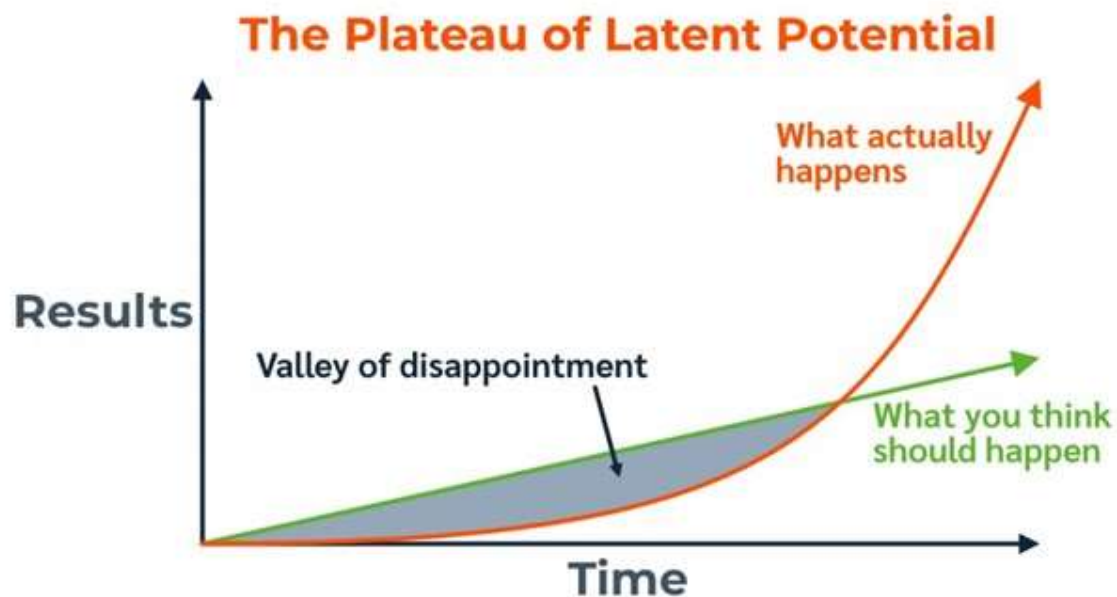 The Plateau of Latent Potential
What actually
happens
Results
Valley of disappointment
What you think
should happen
Time